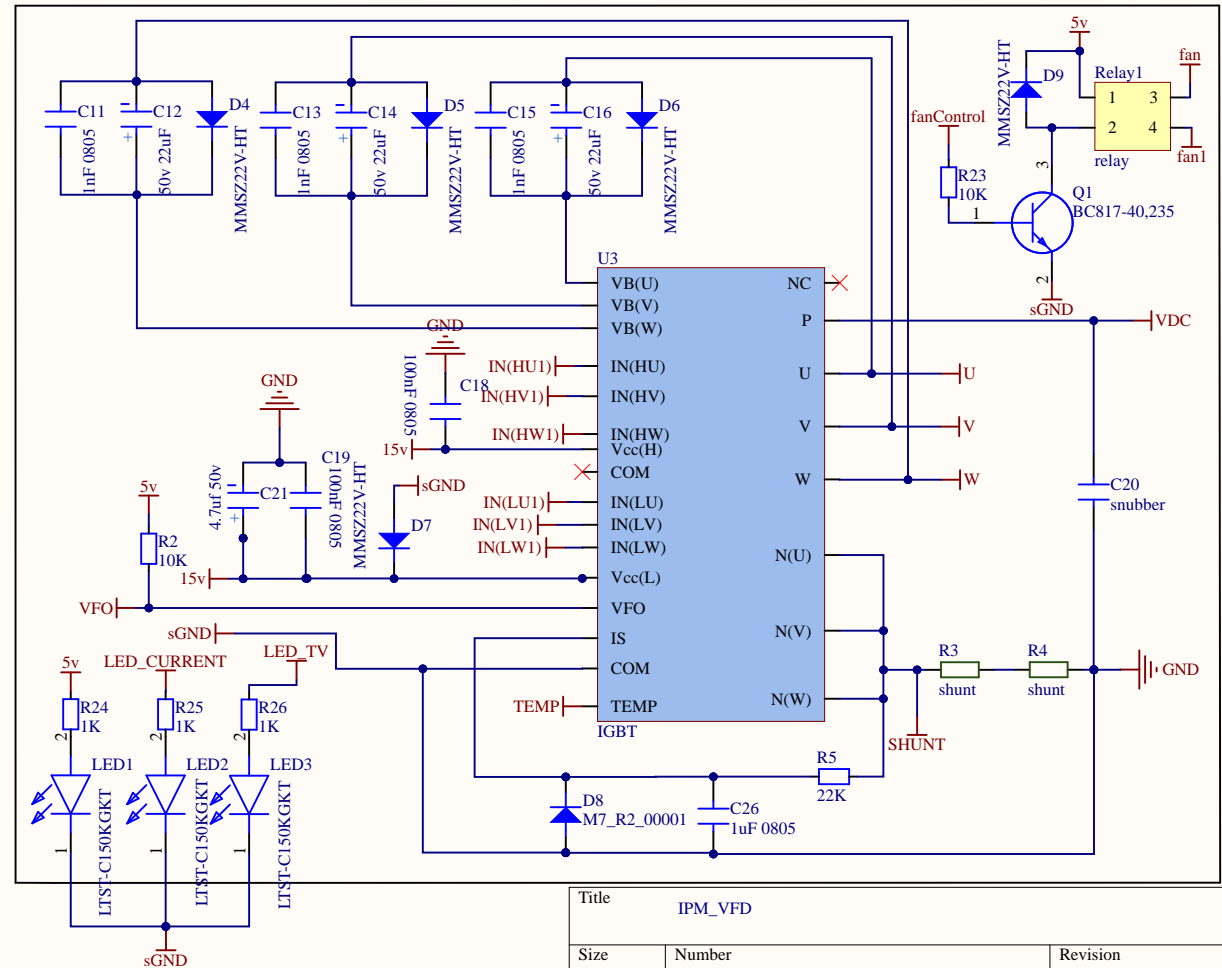 5v
fan
D9
MMSZ22V-HT
Relay1
1
3
2
4
relay
fan1
fanControl
R23
10K
1
3
Q1
BC817-40,235
2
sGND
C11
1nF 0805
C12
50v 22uF
D4
MMSZ22V-HT
C13
1nF 0805
C14
50v 22uF
D5
MMSZ22V-HT
C15
1nF 0805
C16
50v 22uF
D6
MMSZ22V-HT
−
+
−
+
−
+
U3
VB(U)
VB(V)
VB(W)
IN(HU)
IN(HV)
IN(HW)
Vcc(H)
COM
IN(LU)
IN(LV)
IN(LW)
Vcc(L)
VFO
IS
COM
TEMP
NC
P
U
V
W
N(U)
N(V)
N(W)
IGBT
GND
100nF 0805
C18
IN(HU1)
IN(HV1)
IN(HW1)
15v
GND
4.7uf 50v
−
+
C21
C19
100nF 0805
MMSZ22V-HT
sGND
D7
IN(LU1)
IN(LV1)
IN(LW1)
5v
R2
10K
15v
VFO
sGND
TEMP
VDC
U
V
W
C20
snubber
R3
shunt
R4
shunt
GND
SHUNT
R5
22K
D8
M7_R2_00001
C26
1uF 0805
5v
LED_CURRENT
LED_TV
R24
1K
R25
1K
R26
1K
2
2
2
LED1
LED2
LED3
1
1
1
LTST-C150KGKT
LTST-C150KGKT
LTST-C150KGKT
sGND
Title
IPM_VFD
Size
Number
Revision